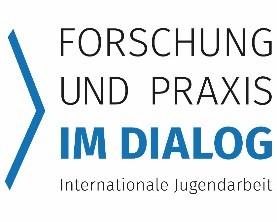 FORSCHUNG
UND PRAXIS
IM DIALOG
Internationale Jugendarbeit